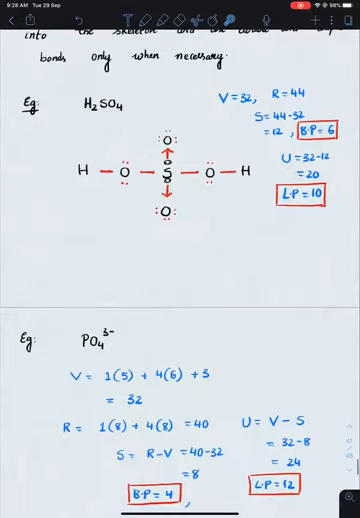 9:28 AM Tue 29 Sep
98%
into the skeleton and use double and triple
bonds only when necessary.
Eg: H2SO4
V = 32, R = 44
S = 44-32
= 12, B.P = 6
U = 32-12
= 20
L.P = 10
O
H O S O H
O
Eg: PO4 3-
V = 1(5) + 4(6) + 3
= 32
R = 1(8) + 4(8) = 40
S = R-V = 40-32
= 8
B.P = 4 ,
U = V - S
= 32-8
= 24
L.P = 12